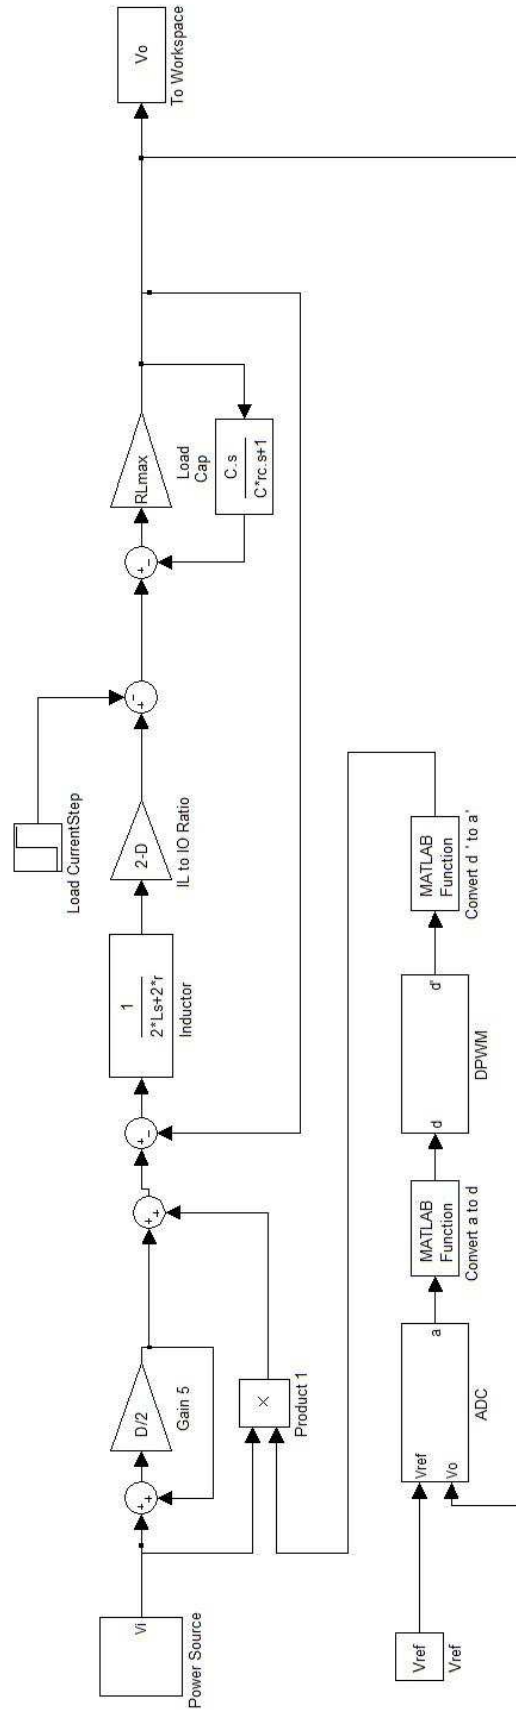 Vi
Power Source
+
+
D/2
Gain 5
×
Product 1
+
+
+
-
1
2*Ls+2*r
Inductor
2-D
IL to IO Ratio
Load CurrentStep
+
-
+
-
RLmax
Load
Cap
C.s
C*rc.s+1
Vo
To Workspace
Vref
Vref
Vref
Vo
a
ADC
MATLAB
Function
Convert a to d
d
d'
DPWM
MATLAB
Function
Convert d ' to a'